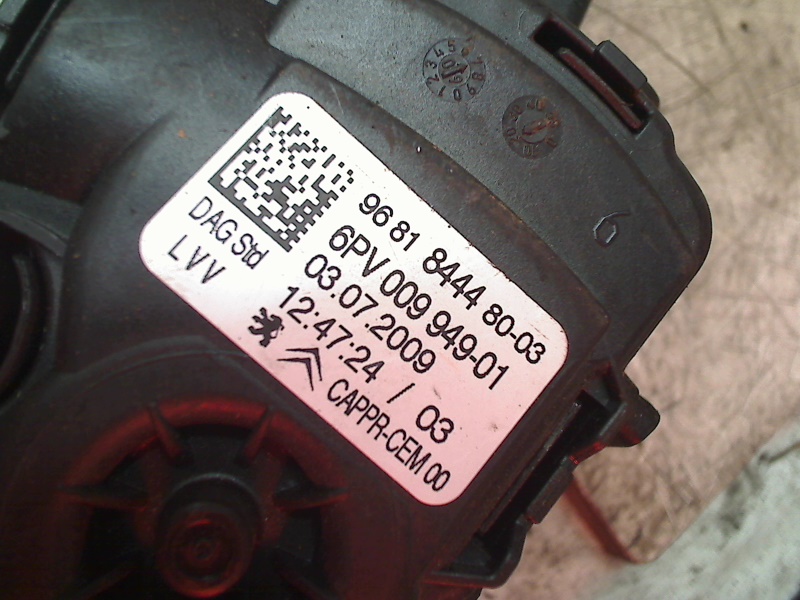 96 81 8444 80-03
6PV 009 949-01
03.07.2009
12:47:24 / 03
CAPPR-CEM 00
DAG Std
LVV